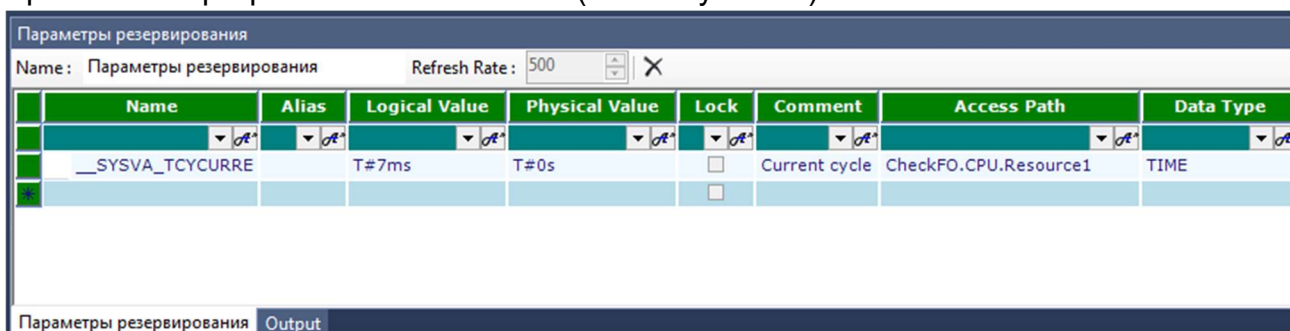 Параметры резервирования
Name: Параметры резервирования Refresh Rate: 500
Name Alias Logical Value Physical Value Lock Comment Access Path Data Type
__SYSVA_TCYCURRE T#7ms T#0s Current cycle CheckFO.CPU.Resource1 TIME
Параметры резервирования Output